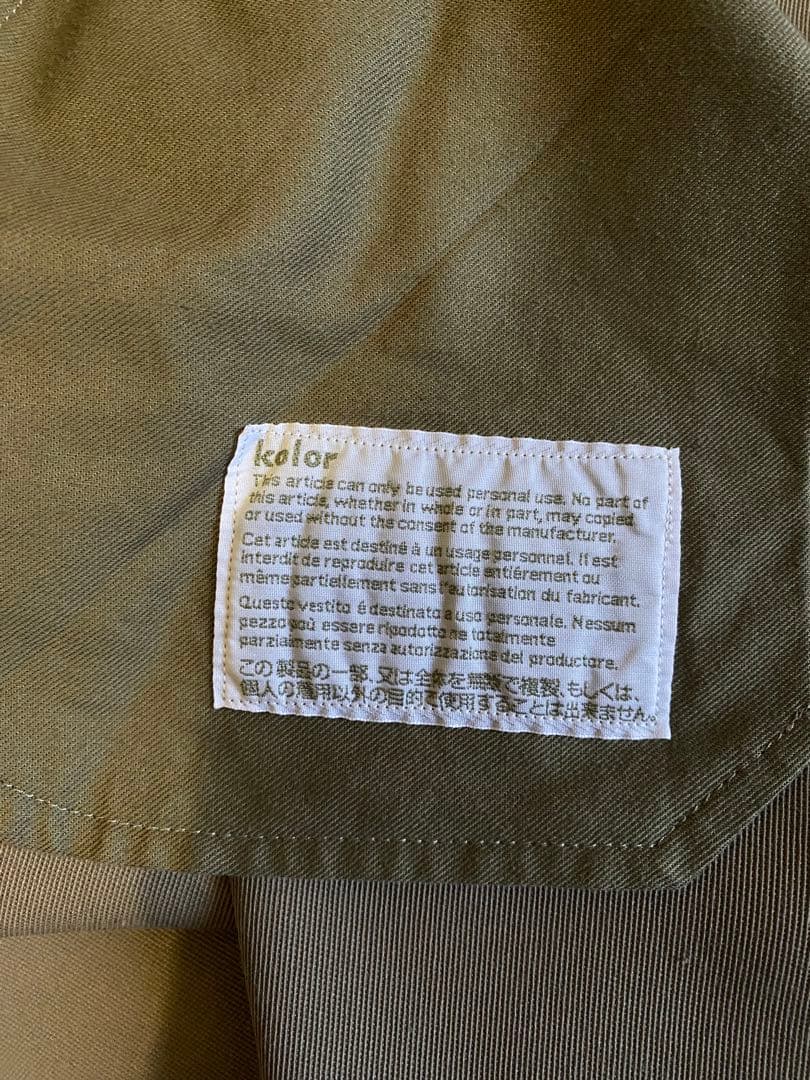 kolor
This article can only be used personal use. No part of
this article, whether in whole or in part, may copied
or used without the consent of the manufacturer.
Cet article est destiné à un usage personnel. Il est
interdit de reproduire cet article entiérement ou
même partiellement sans l'autorisation du fabricant.
Questo vestito é destinato a uso personale. Nessum
pezzo poù essere ripodotto ne totalmente
parzialmente senza autorizzazione del productore.
この製品の一部、又は全体を無断で複製、もしくは、
個人の着用以外の目的で使用することは出来ません。